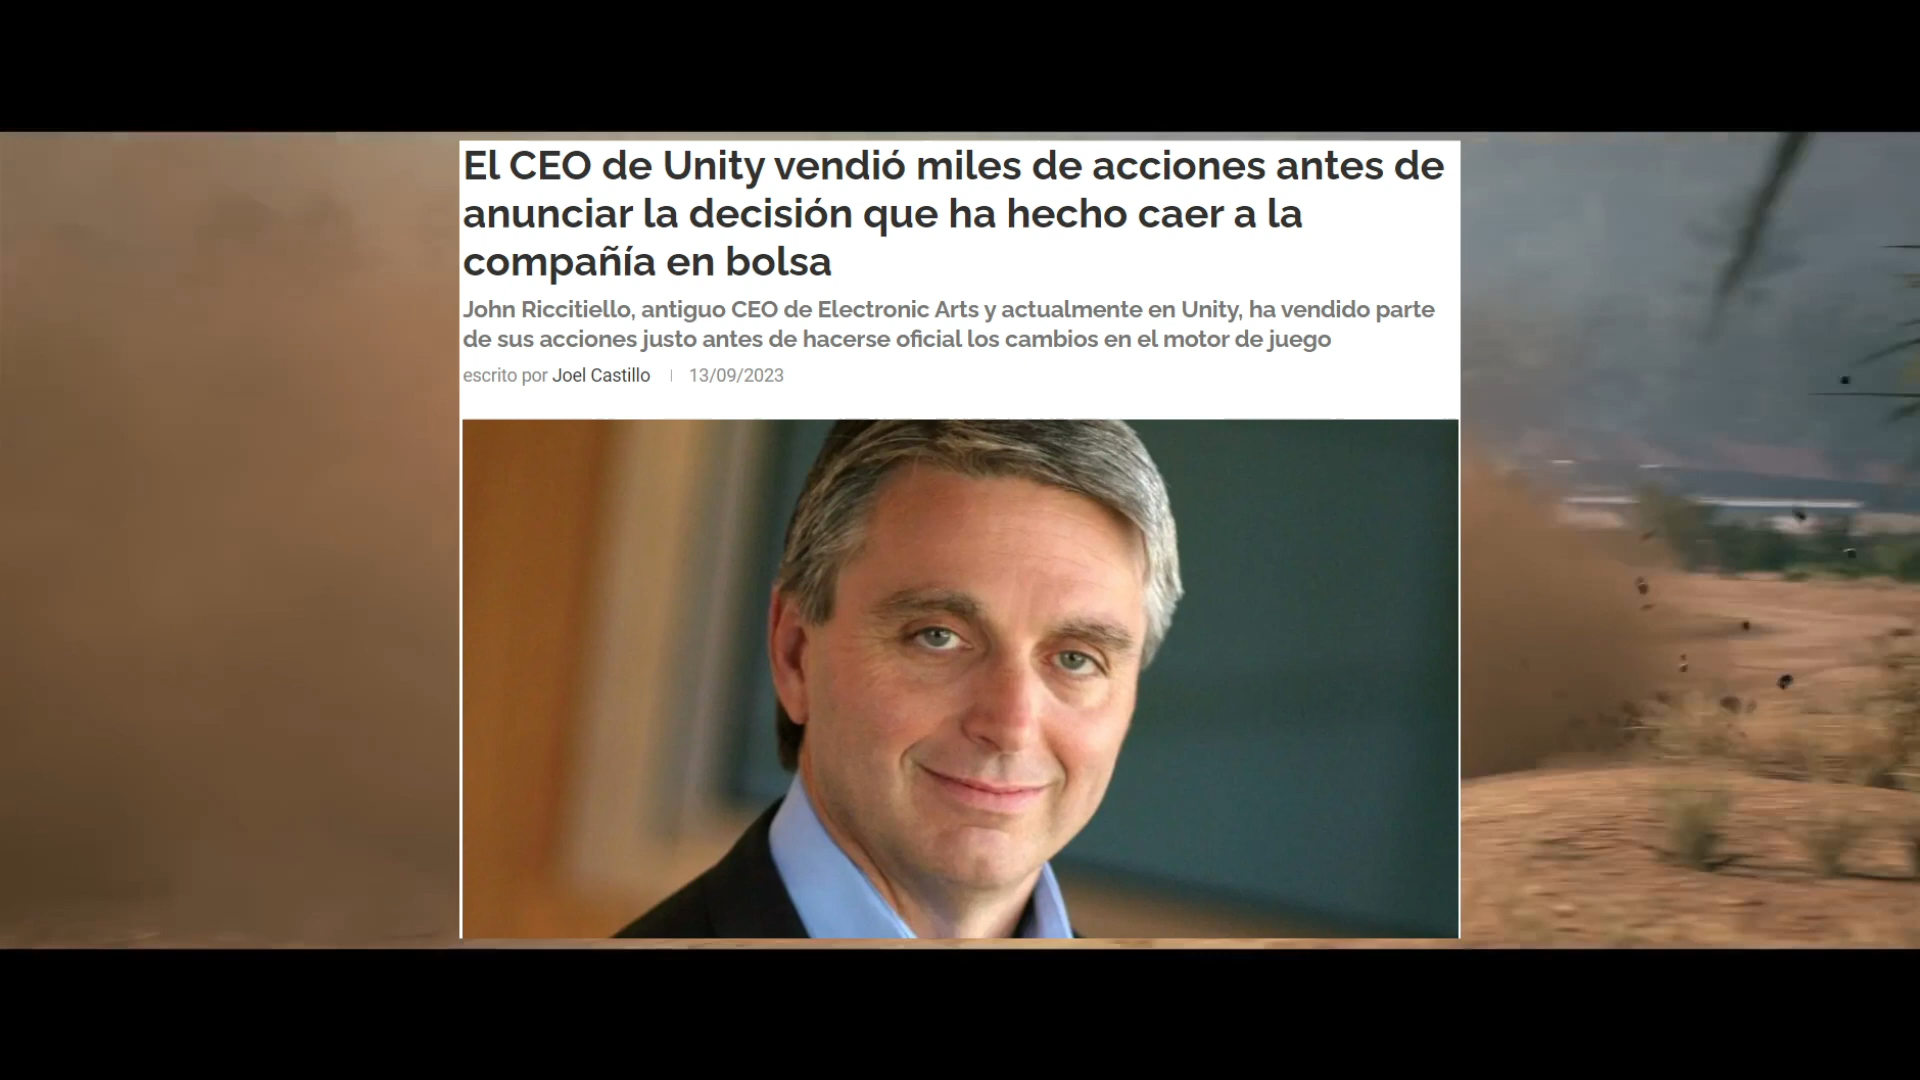 El CEO de Unity vendió miles de acciones antes de
anunciar la decisión que ha hecho caer a la
compañía en bolsa
John Riccitiello, antiguo CEO de Electronic Arts y actualmente en Unity, ha vendido parte
de sus acciones justo antes de hacerse oficial los cambios en el motor de juego
escrito por Joel Castillo | 13/09/2023